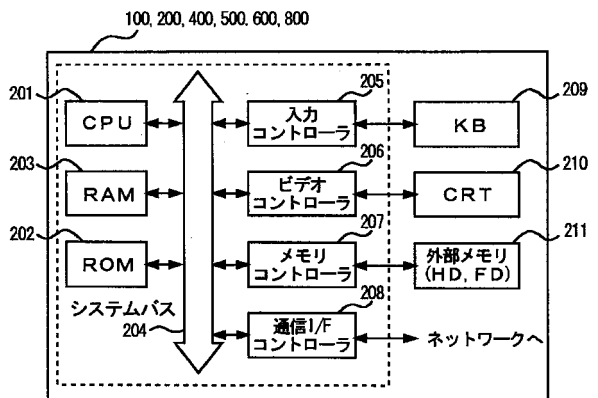 100, 200, 400, 500. 600, 800
201
CPU
203
RAM
202
ROM
システムバス
204
205
入力
コントローラ
206
ビデオ
コントローラ
207
メモリ
コントローラ
208
通信I/F
コントローラ
209
KB
210
CRT
211
外部メモリ
(HD, FD)
ネットワークへ